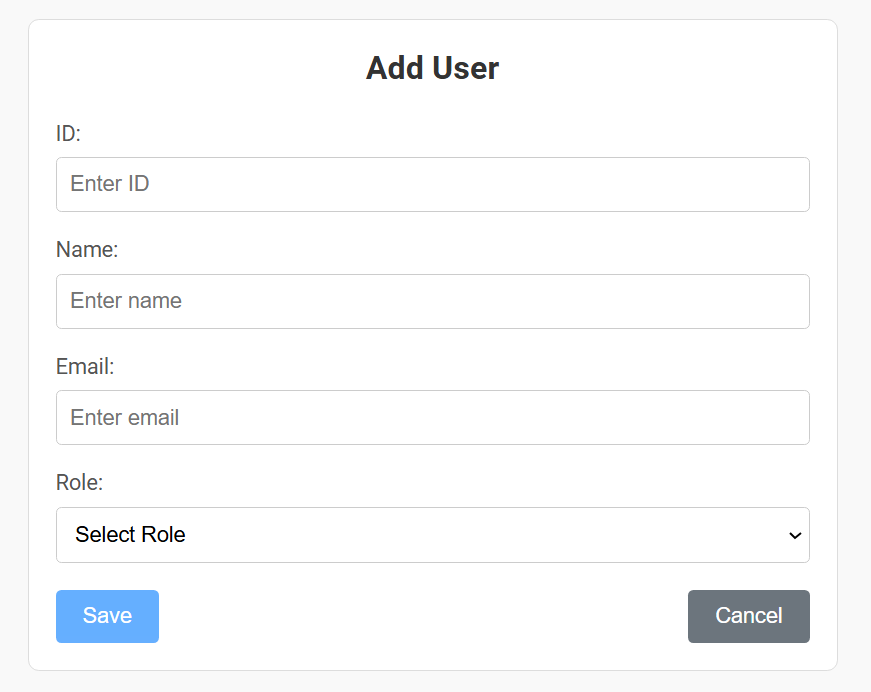 Add User
ID:
Enter ID
Name:
Enter name
Email:
Enter email
Role:
Select Role
Save Cancel